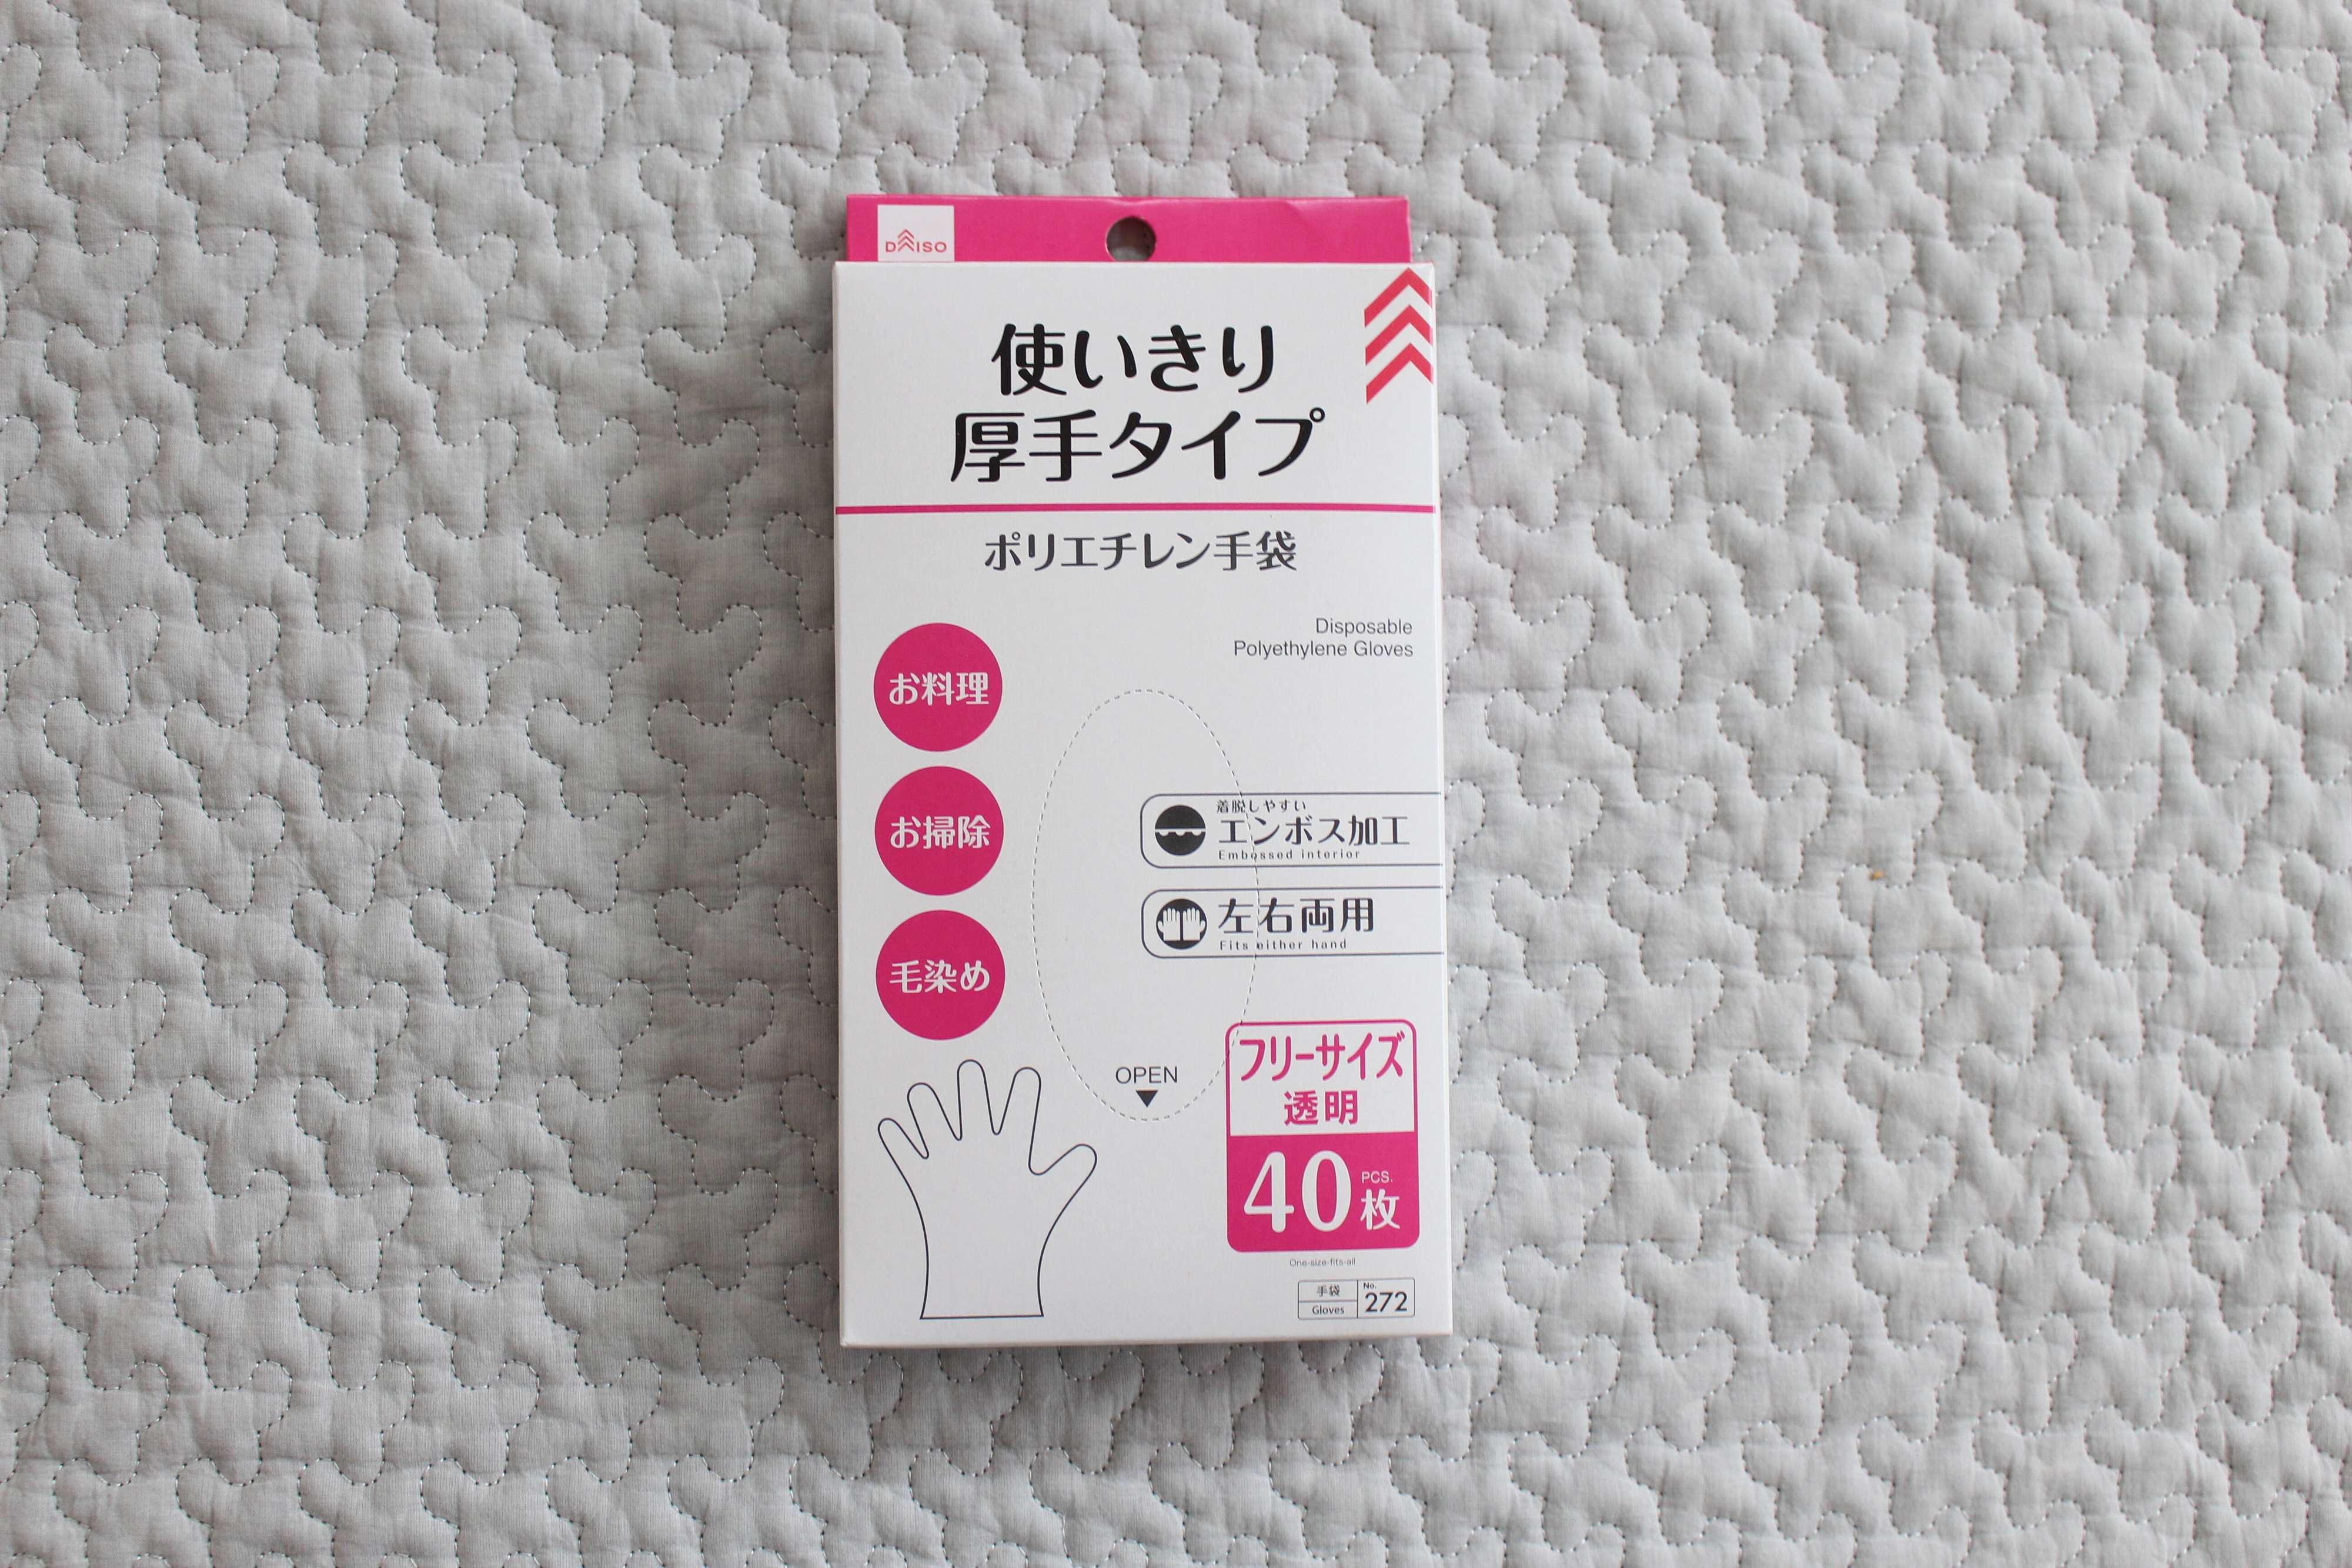 DAISO
使いきり
厚手タイプ
ポリエチレン手袋
Disposable
Polyethylene Gloves
お料理
お掃除
毛染め
着脱しやすい
エンボス加工
Embossed interior
左右両用
Fits either hand
OPEN
フリーサイズ
透明
40 PCS. 枚
One-size-fits-all
手袋
Gloves
No.
272